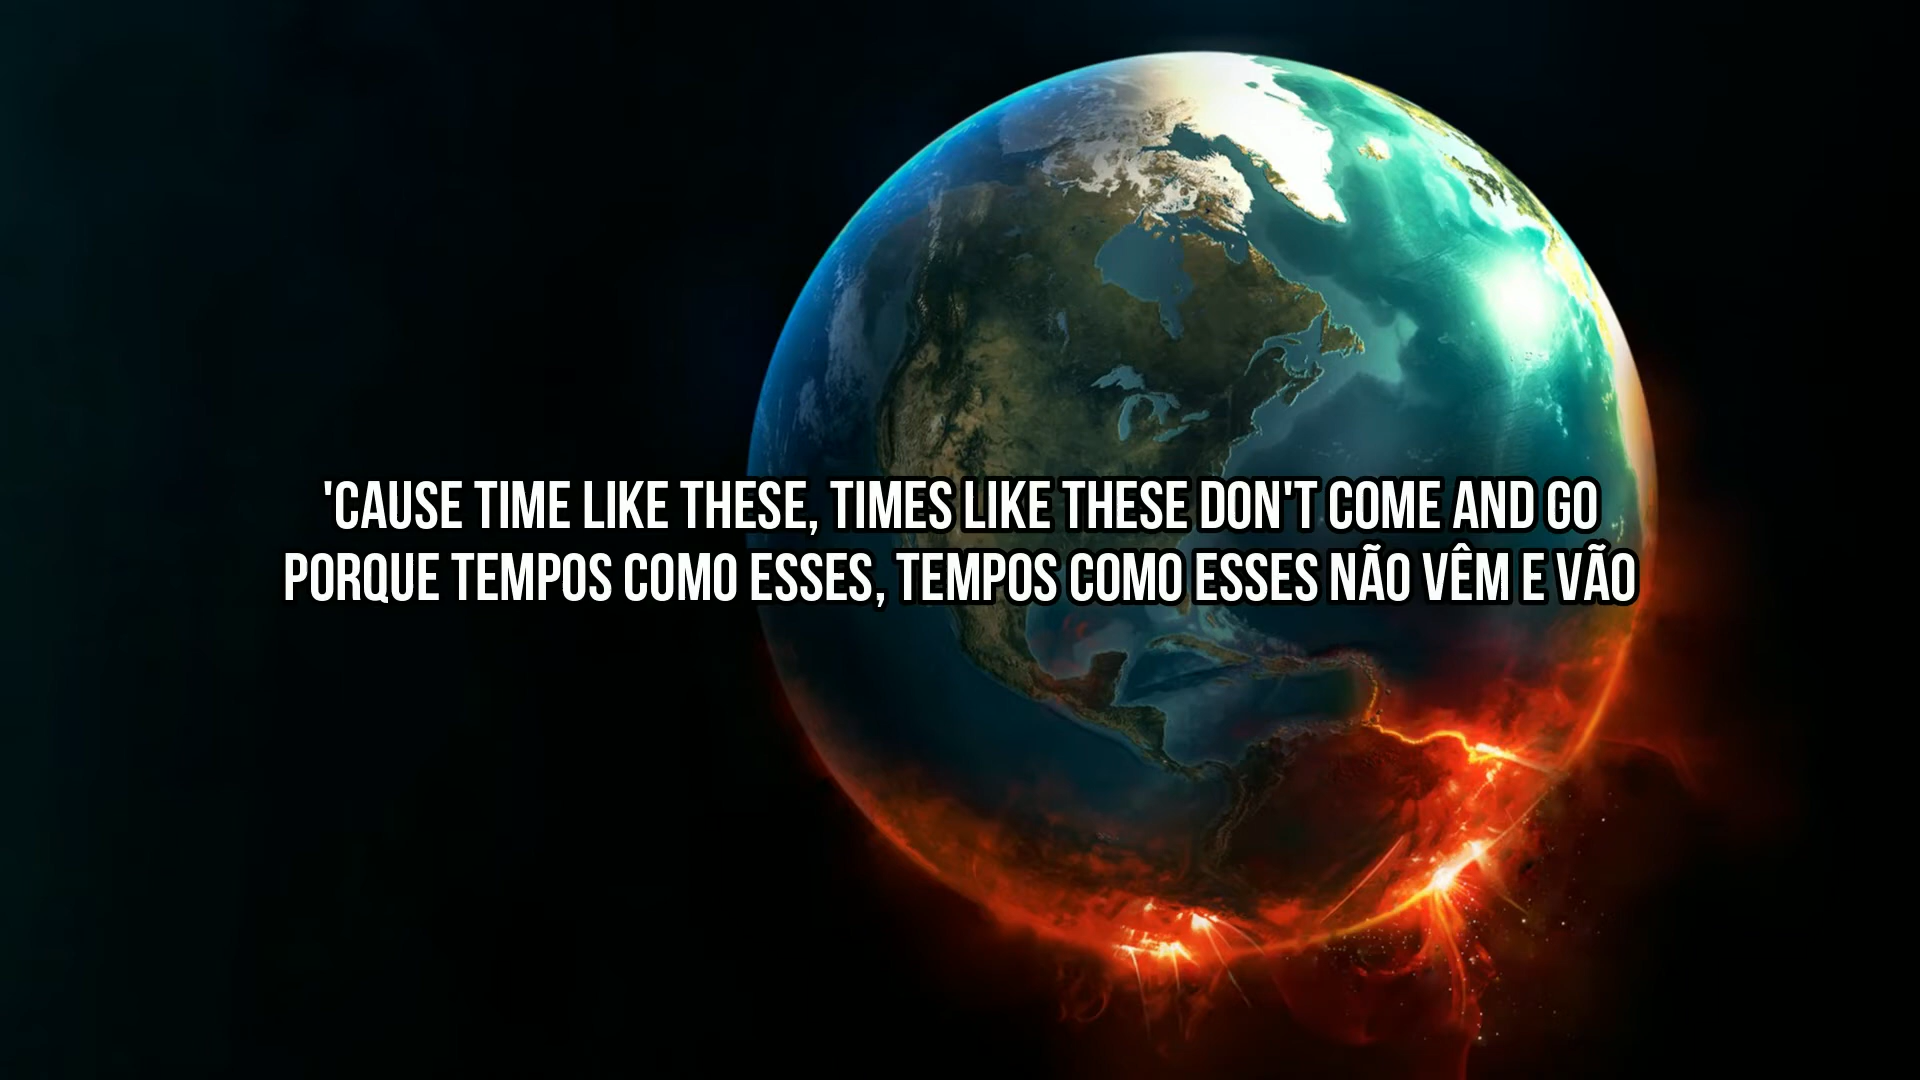 'CAUSE TIME LIKE THESE, TIMES LIKE THESE DON'T COME AND GO
PORQUE TEMPOS COMO ESSES, TEMPOS COMO ESSES NÃO VÊM E VÃO